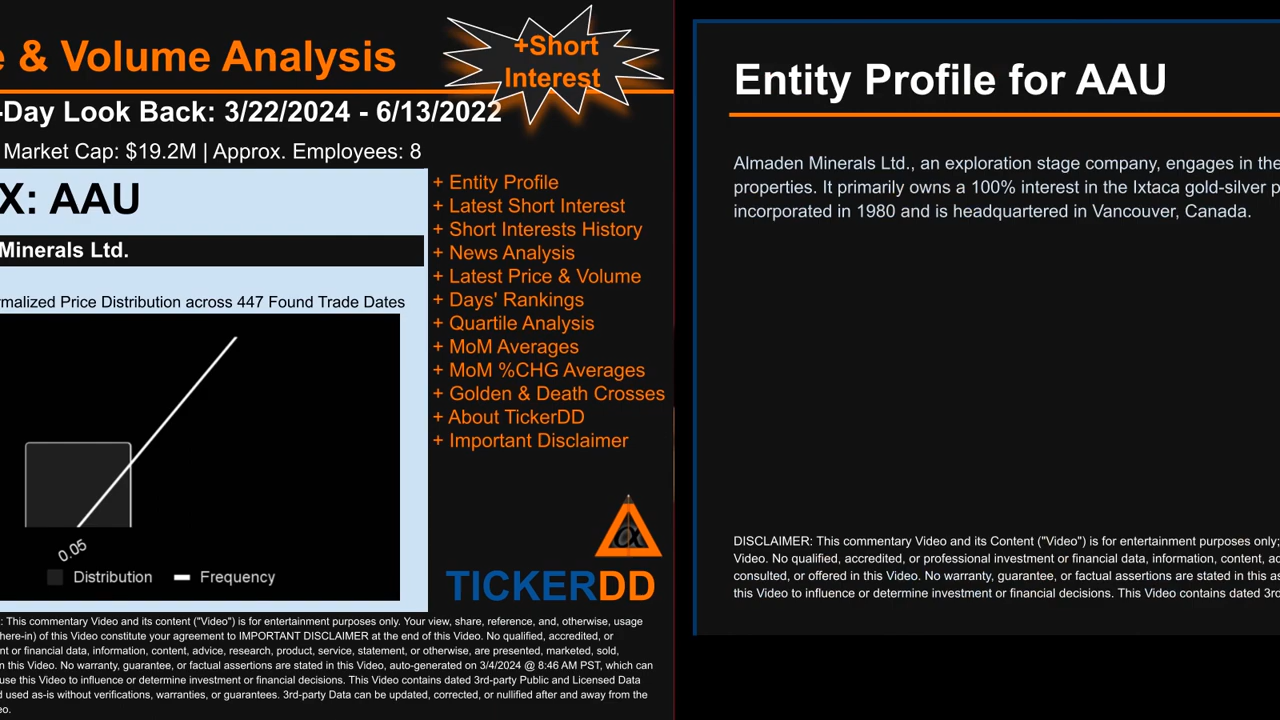 & Volume Analysis
+Short
Interest
-Day Look Back: 3/22/2024 - 6/13/2022
Market Cap: $19.2M | Approx. Employees: 8
X: AAU
Minerals Ltd.
Normalized Price Distribution across 447 Found Trade Dates
0.05
Distribution
Frequency
+ Entity Profile
+ Latest Short Interest
+ Short Interests History
+ News Analysis
+ Latest Price & Volume
+ Days' Rankings
+ Quartile Analysis
+ MoM Averages
+ MoM %CHG Averages
+ Golden & Death Crosses
+ About TickerDD
+ Important Disclaimer
TICKERDD
: This commentary Video and its content ("Video") is for entertainment purposes only. Your view, share, reference, and, otherwise, usage
here-in) of this Video constitute your agreement to IMPORTANT DISCLAIMER at the end of this Video. No qualified, accredited, or
nt or financial data, information, content, advice, research, product, service, statement, or otherwise, are presented, marketed, sold,
n this Video. No warranty, guarantee, or factual assertions are stated in this Video, auto-generated on 3/4/2024 @ 8:46 AM PST, which can
use this Video to influence or determine investment or financial decisions. This Video contains dated 3rd-party Public and Licensed Data
d used as-is without verifications, warranties, or guarantees. 3rd-party Data can be updated, corrected, or nullified after and away from the
eo.
Entity Profile for AAU
Almaden Minerals Ltd., an exploration stage company, engages in the
properties. It primarily owns a 100% interest in the Ixtaca gold-silver p
incorporated in 1980 and is headquartered in Vancouver, Canada.
DISCLAIMER: This commentary Video and its Content ("Video") is for entertainment purposes only;
Video. No qualified, accredited, or professional investment or financial data, information, content, ad
consulted, or offered in this Video. No warranty, guarantee, or factual assertions are stated in this as
this Video to influence or determine investment or financial decisions. This Video contains dated 3rd